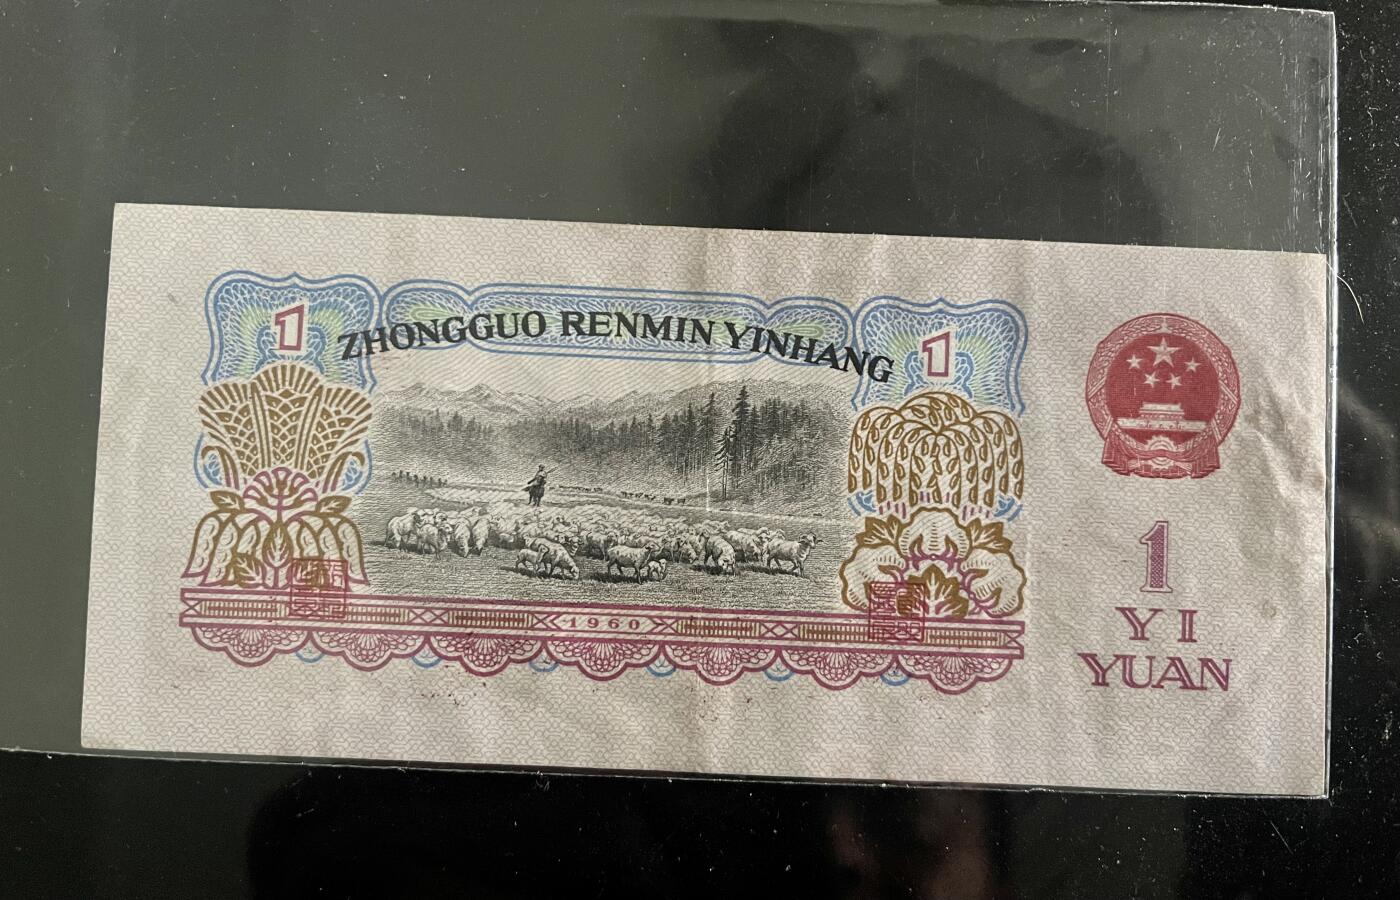 1
ZHONGGUO RENMIN YINHANG
1
1960
1
YI
YUAN